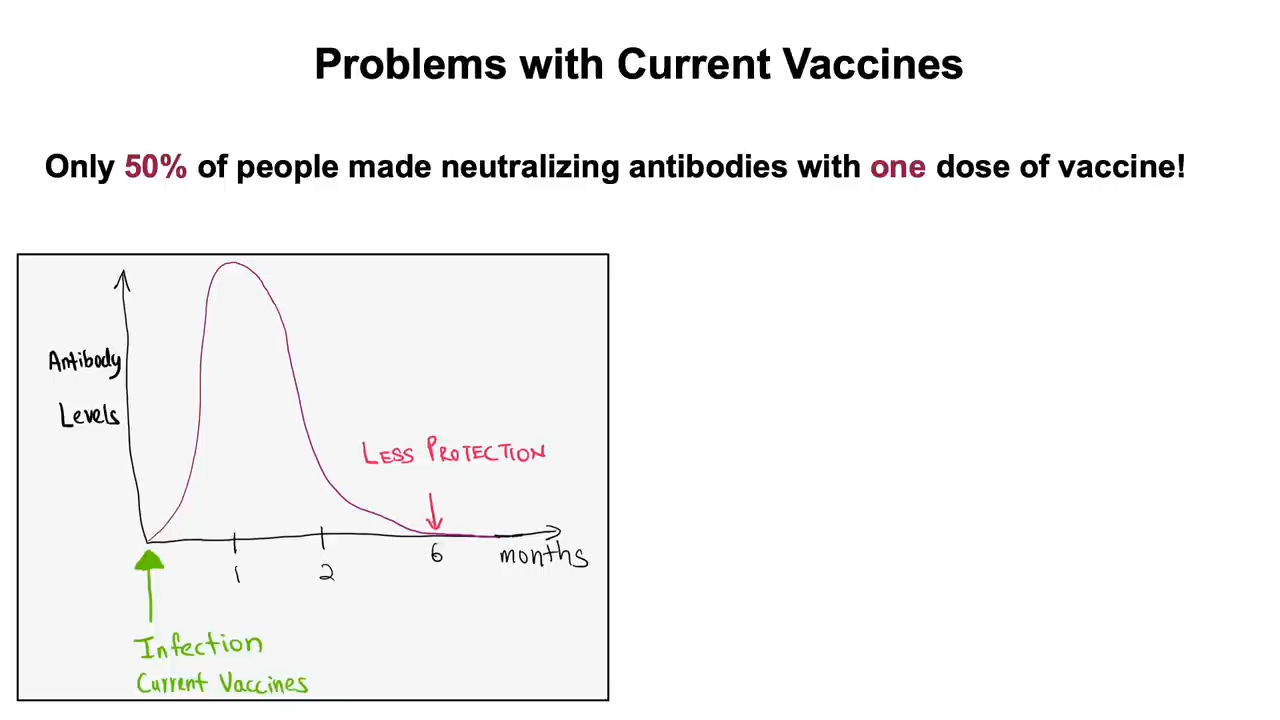 Problems with Current Vaccines
Only 50% of people made neutralizing antibodies with one dose of vaccine!
Antibody
Levels
LESS PROTECTION
1
2
6
months
Infection
Current Vaccines